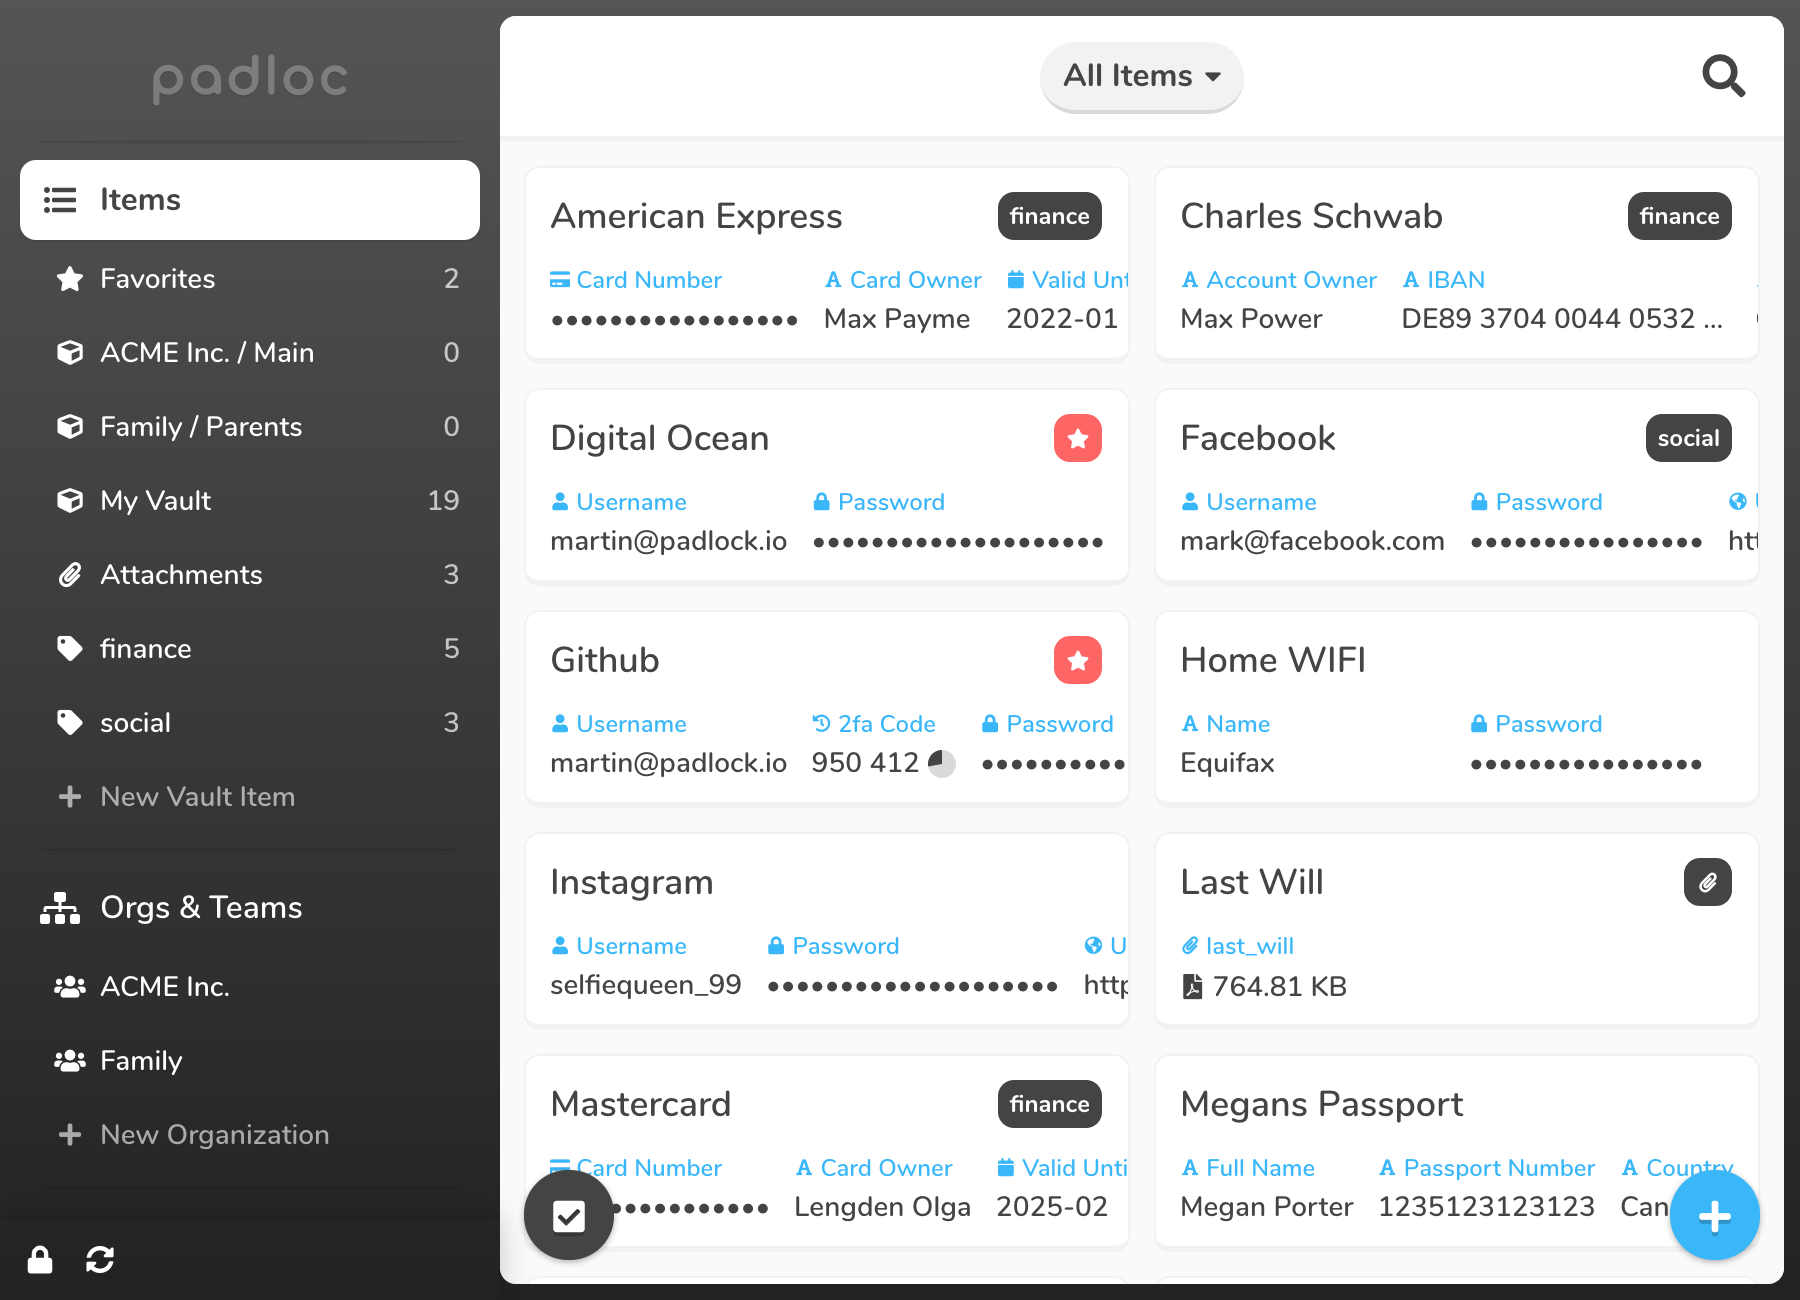 padloc
Items
Favorites 2
ACME Inc. / Main 0
Family / Parents 0
My Vault 19
Attachments 3
finance 5
social 3
New Vault Item
Orgs & Teams
ACME Inc.
Family
New Organization
All Items
American Express finance
Card Number Card Owner Valid Unt
•••••••••••••••• Max Payme 2022-01
Charles Schwab finance
Account Owner IBAN
Max Power DE89 3704 0044 0532 ...
Digital Ocean
Username Password
martin@padlock.io ••••••••••••••••••••
Facebook social
Username Password U
mark@facebook.com •••••••••••••••• htt
Github
Username 2fa Code Password
martin@padlock.io 950 412 ••••••••••
Home WIFI
Name Password
Equifax ••••••••••••••••
Instagram
Username Password U
selfiequeen_99 •••••••••••••••••••• http
Last Will
last_will
764.81 KB
Mastercard finance
Card Number Card Owner Valid Unti
••••••••••• Lengden Olga 2025-02
Megans Passport
Full Name Passport Number Country
Megan Porter 1235123123123 Can